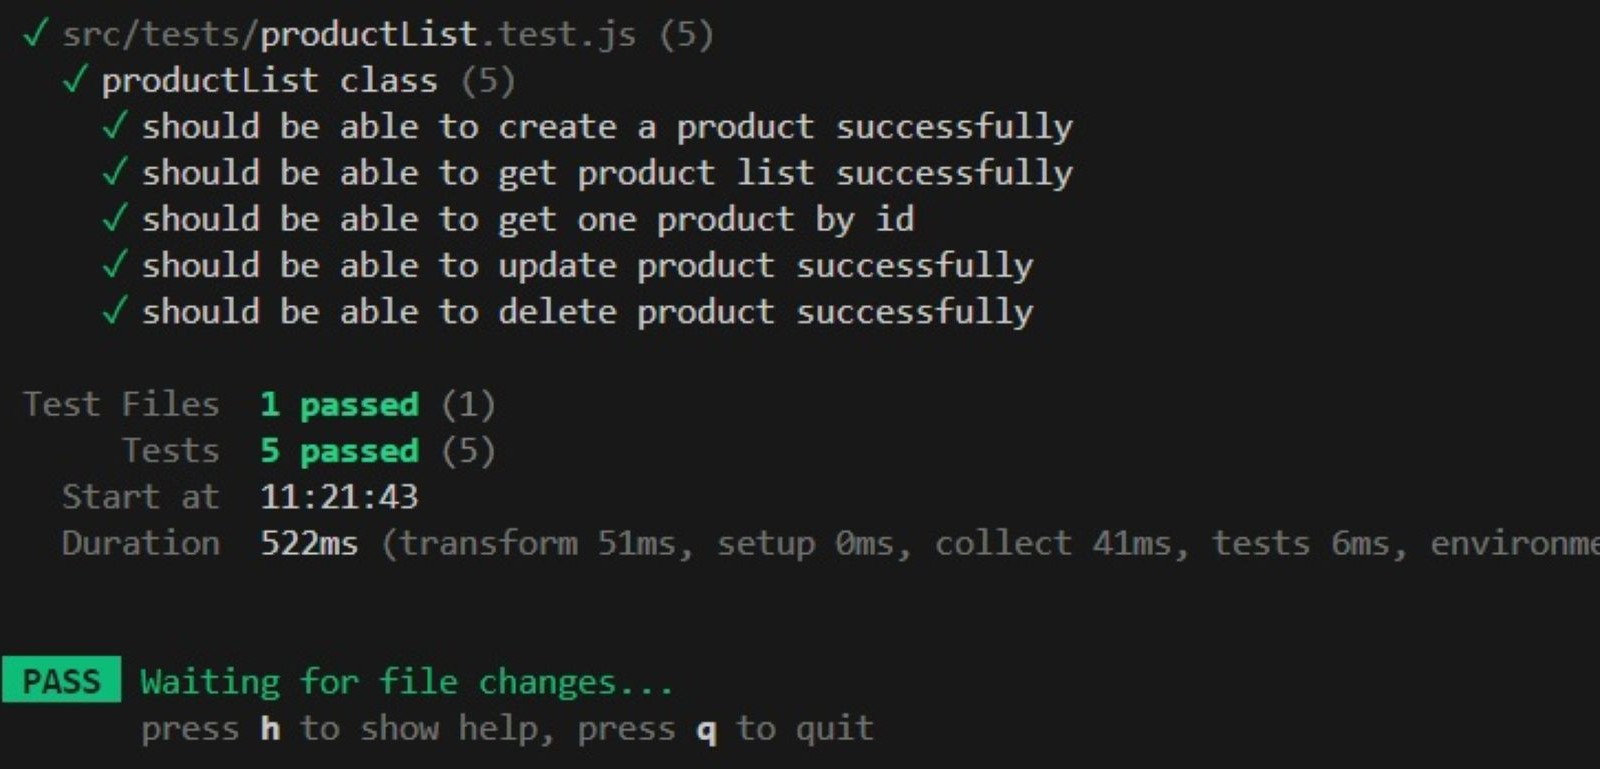 ✓ src/tests/productList.test.js (5)
✓ productList class (5)
✓ should be able to create a product successfully
✓ should be able to get product list successfully
✓ should be able to get one product by id
✓ should be able to update product successfully
✓ should be able to delete product successfully
Test Files 1 passed (1)
Tests 5 passed (5)
Start at 11:21:43
Duration 522ms (transform 51ms, setup 0ms, collect 41ms, tests 6ms, environme
PASS Waiting for file changes...
press h to show help, press q to quit